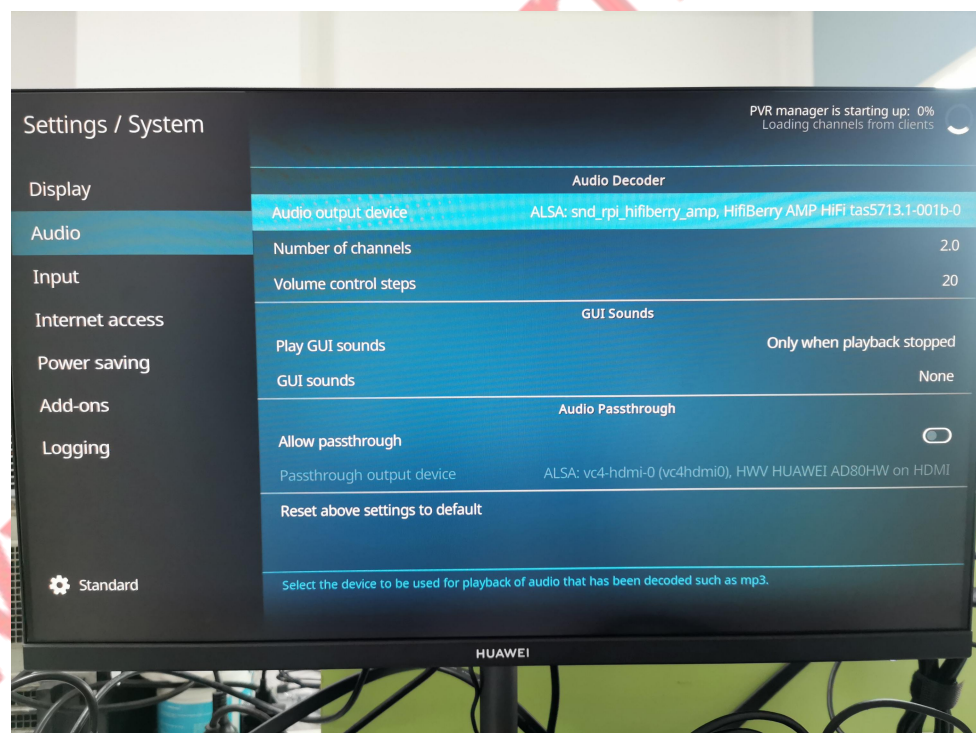 Settings / System
PVR manager is starting up: 0%
Loading channels from clients
Display
Audio
Input
Internet access
Power saving
Add-ons
Logging
Standard
Audio Decoder
Audio output device ALSA: snd_rpi_hifiberry_amp, HifiBerry AMP HiFi tas5713.1-001b-0
Number of channels 2.0
Volume control steps 20
GUI Sounds
Play GUI sounds Only when playback stopped
GUI sounds None
Audio Passthrough
Allow passthrough
Passthrough output device ALSA: vc4-hdmi-0 (vc4hdmi0), HWV HUAWEI AD80HW on HDMI
Reset above settings to default
Select the device to be used for playback of audio that has been decoded such as mp3.
HUAWEI